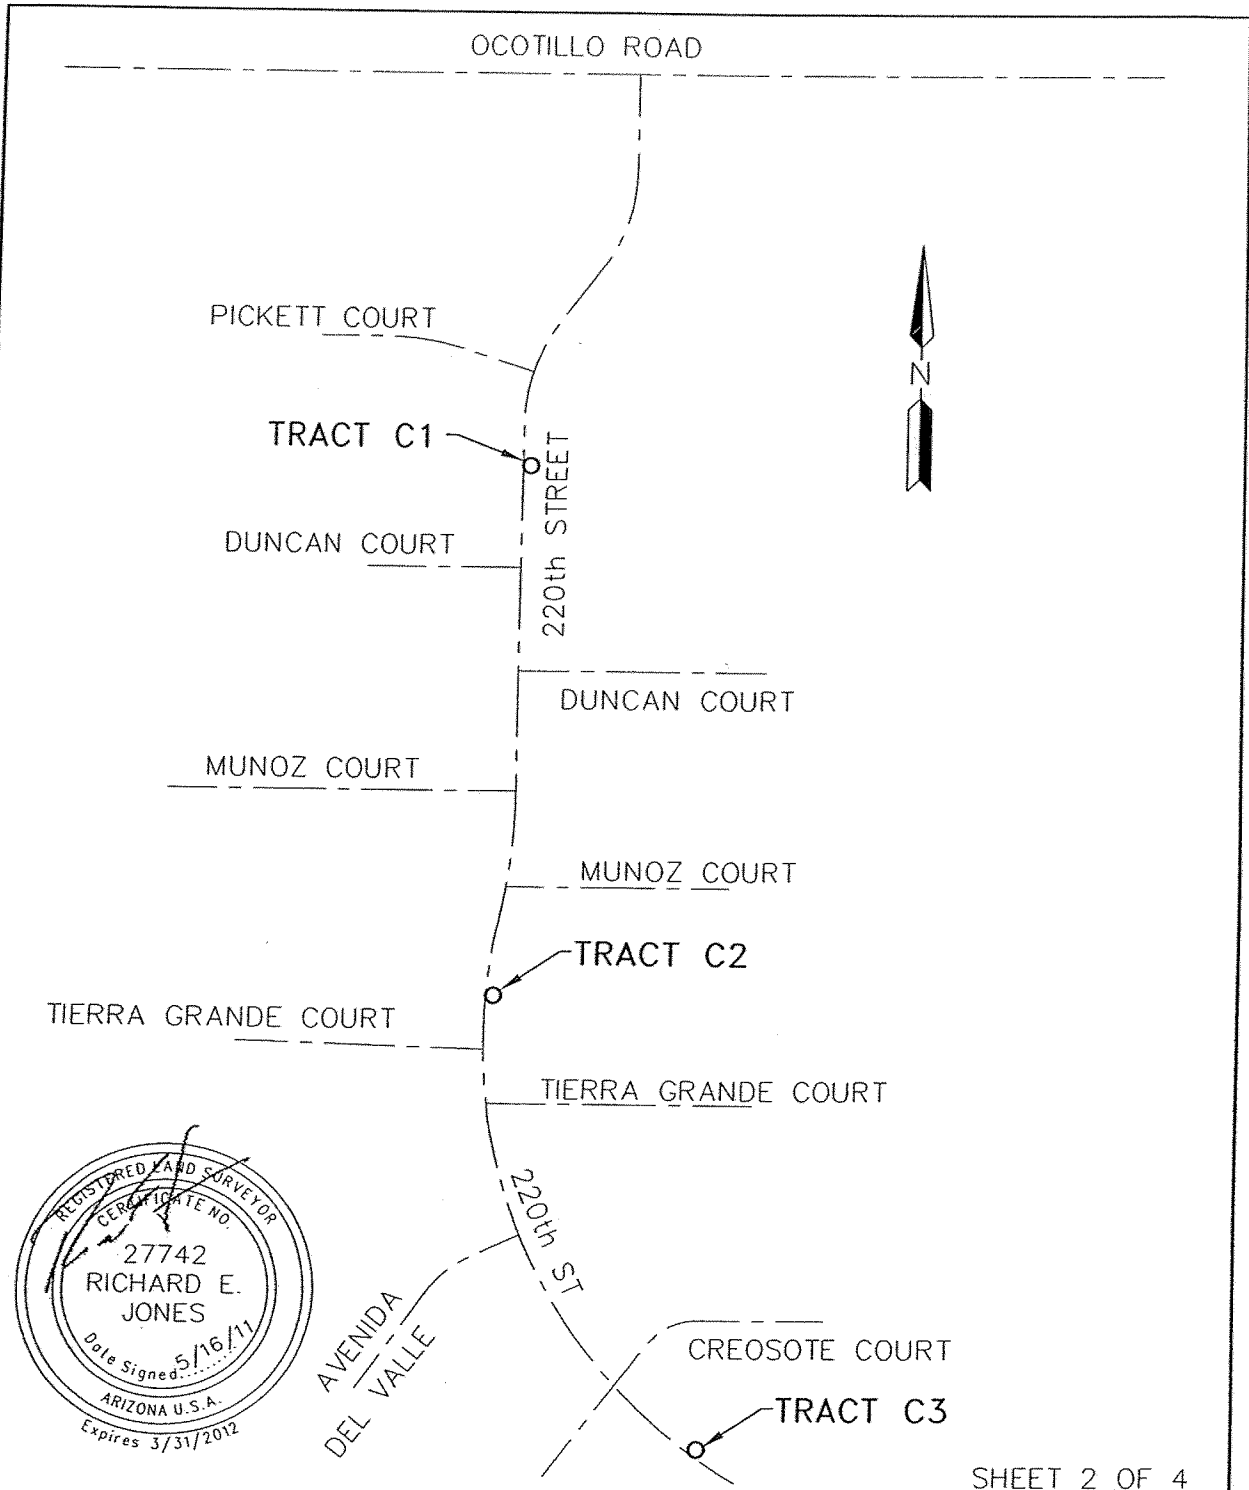 OCOTILLO ROAD
PICKETT COURT
N
TRACT C1
220th STREET
DUNCAN COURT
DUNCAN COURT
MUNOZ COURT
MUNOZ COURT
TRACT C2
TIERRA GRANDE COURT
TIERRA GRANDE COURT
220th ST
REGISTERED LAND SURVEYOR
CERTIFICATE NO.
27742
RICHARD E.
JONES
Date Signed 5/16/11
ARIZONA U.S.A.
Expires 3/31/2012
AVENIDA
DEL VALLE
CREOSOTE COURT
TRACT C3
SHEET 2 OF 4